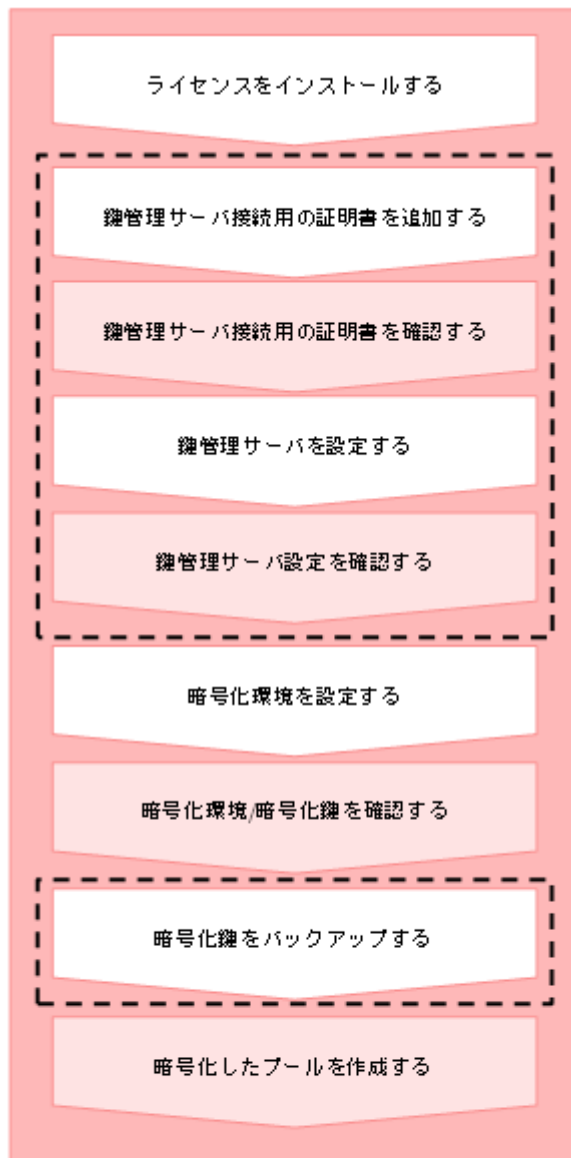 ライセンスをインストールする
鍵管理サーバ接続用の証明書を追加する
鍵管理サーバ接続用の証明書を確認する
鍵管理サーバを設定する
鍵管理サーバ設定を確認する
暗号化環境を設定する
暗号化環境/暗号化鍵を確認する
暗号化鍵をバックアップする
暗号化したプールを作成する